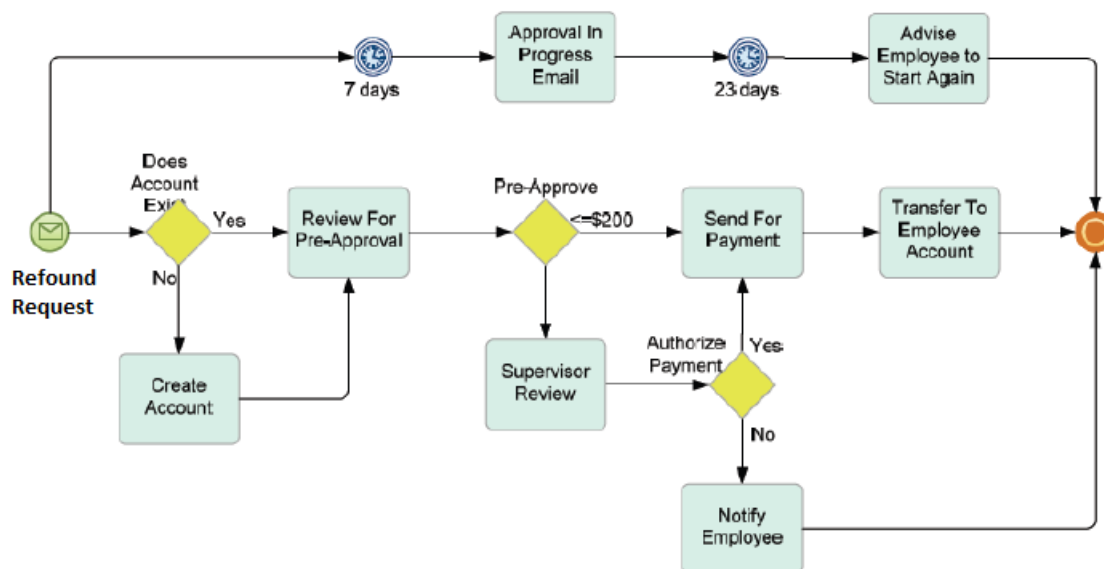 Approval In
Progress
Email
Advise
Employee to
Start Again
7 days
23 days
Does
Account
Exist
Yes
No
Review For
Pre-Approval
Pre-Approve
<=$200
Send For
Payment
Transfer To
Employee
Account
Refound
Request
Create
Account
Supervisor
Review
Authorize
Payment
Yes
No
Notify
Employee